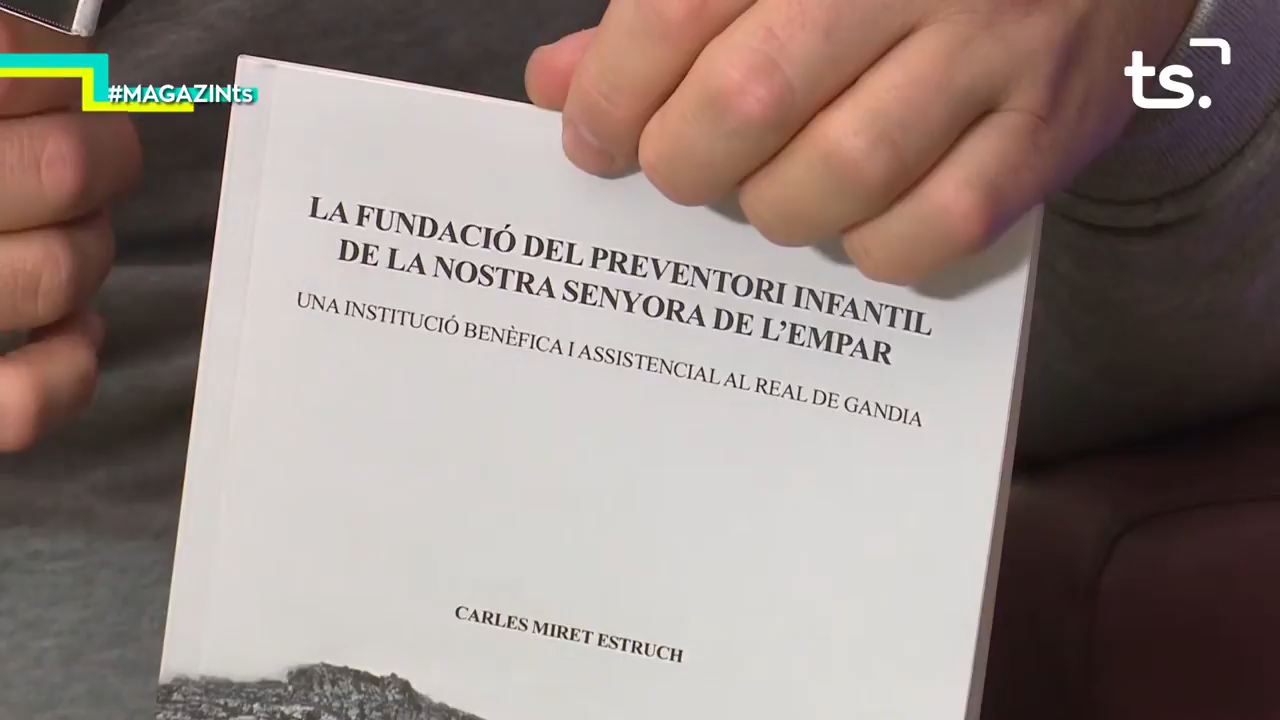 #MAGAZINts
ts.
LA FUNDACIÓ DEL PREVENTORI INFANTIL
DE LA NOSTRA SENYORA DE L'EMPAR
UNA INSTITUCIÓ BENÈFICA I ASSISTENCIAL AL REAL DE GANDIA
CARLES MIRET ESTRUCH